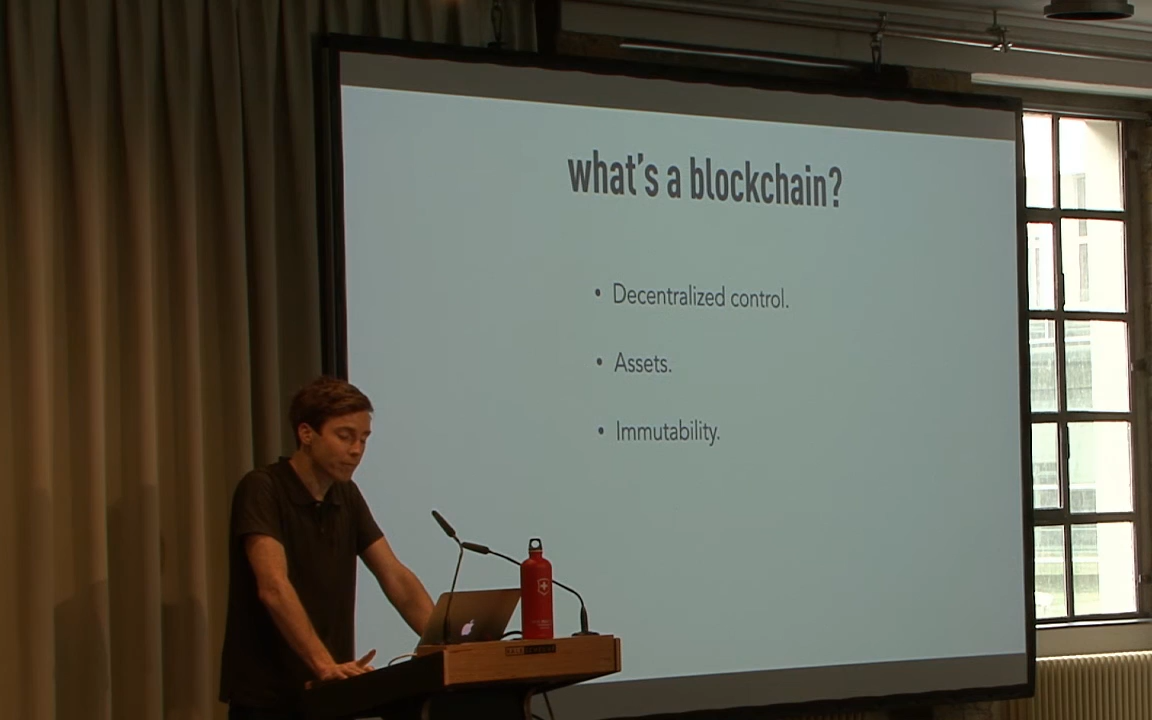 what's a blockchain?
• Decentralized control.
• Assets.
• Immutability.